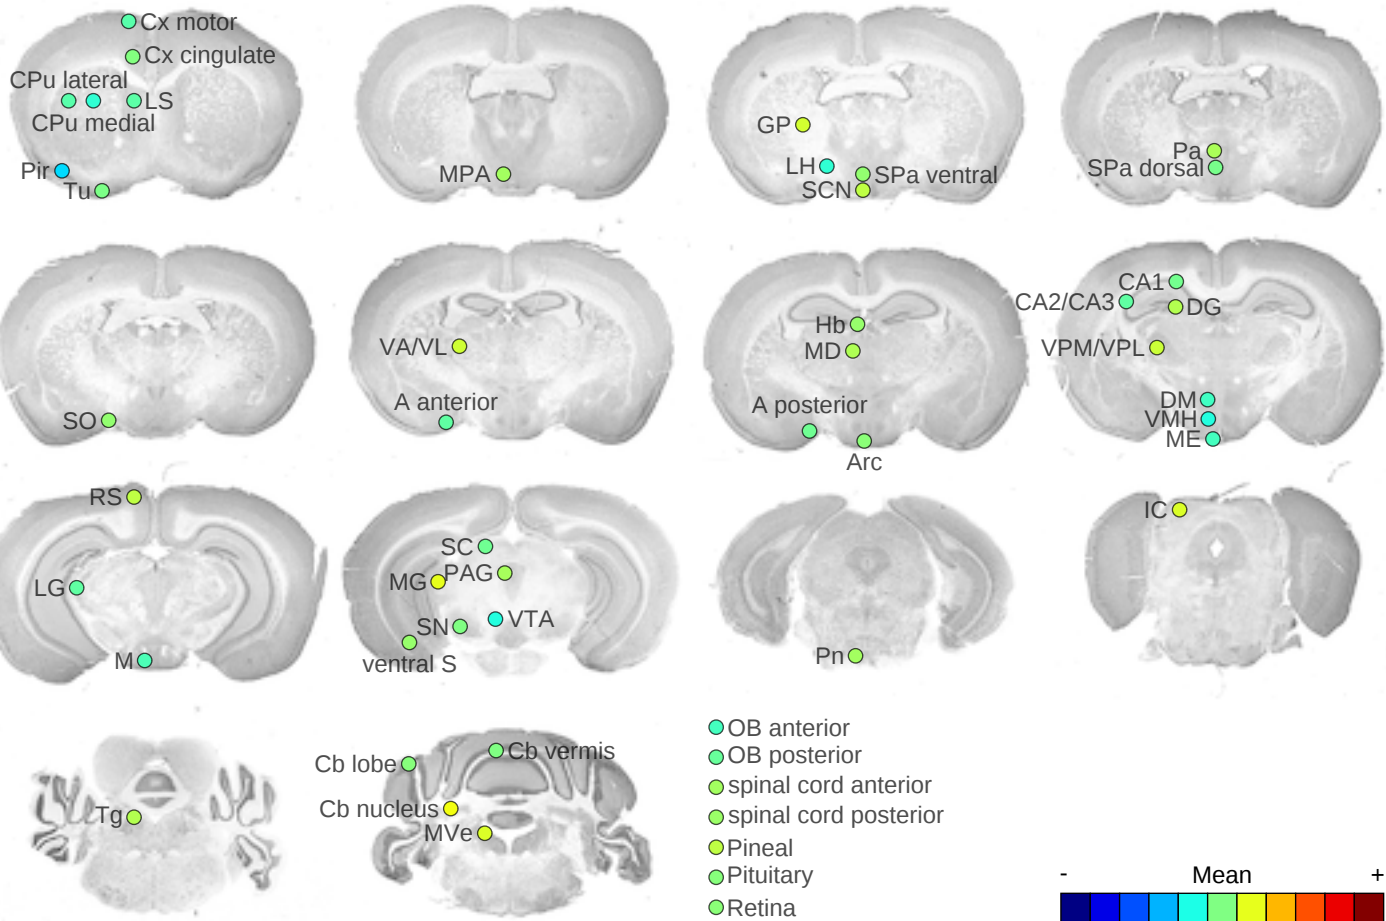 Cx motor
Cx cingulate
CPu lateral
LS
CPu medial
Pir
Tu
MPA
GP
LH
SPa ventral
SCN
Pa
SPa dorsal
SO
VA/VL
A anterior
Hb
MD
A posterior
Arc
CA1
CA2/CA3
DG
VPM/VPL
DM
VMH
ME
RS
LG
M
SC
MG
PAG
SN
VTA
ventral S
Pn
IC
Tg
Cb lobe
Cb vermis
Cb nucleus
MVe
OB anterior
OB posterior
spinal cord anterior
spinal cord posterior
Pineal
Pituitary
Retina
- Mean +